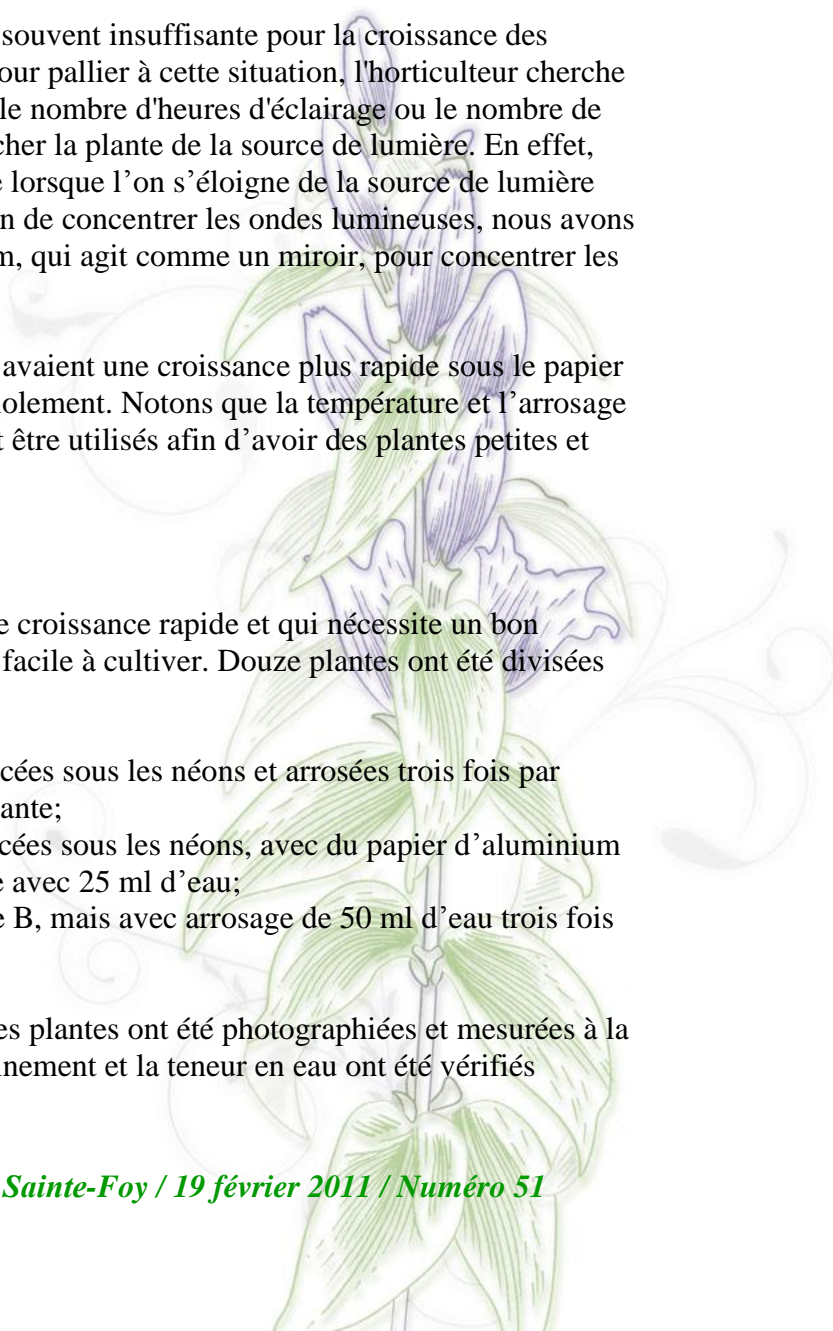 souvent insuffisante pour la croissance des
our pallier à cette situation, l'horticulteur cherche
le nombre d'heures d'éclairage ou le nombre de
cher la plante de la source de lumière. En effet,
e lorsque l’on s’éloigne de la source de lumière
n de concentrer les ondes lumineuses, nous avons
m, qui agit comme un miroir, pour concentrer les
avaient une croissance plus rapide sous le papier
iolement. Notons que la température et l’arrosage
t être utilisés afin d’avoir des plantes petites et
e croissance rapide et qui nécessite un bon
facile à cultiver. Douze plantes ont été divisées
cées sous les néons et arrosées trois fois par
ante;
cées sous les néons, avec du papier d’aluminium
e avec 25 ml d’eau;
e B, mais avec arrosage de 50 ml d’eau trois fois
es plantes ont été photographiées et mesurées à la
nnement et la teneur en eau ont été vérifiés
Sainte-Foy / 19 février 2011 / Numéro 51